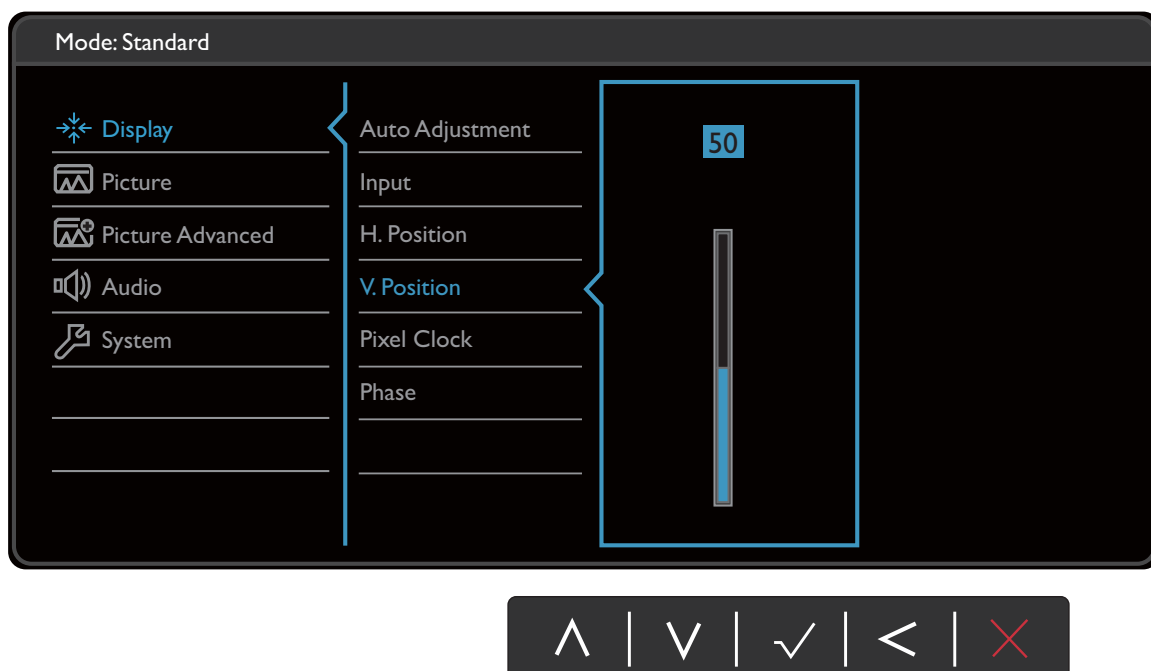 Mode: Standard
Display
Picture
Picture Advanced
Audio
System
Auto Adjustment
Input
H. Position
V. Position
Pixel Clock
Phase
50